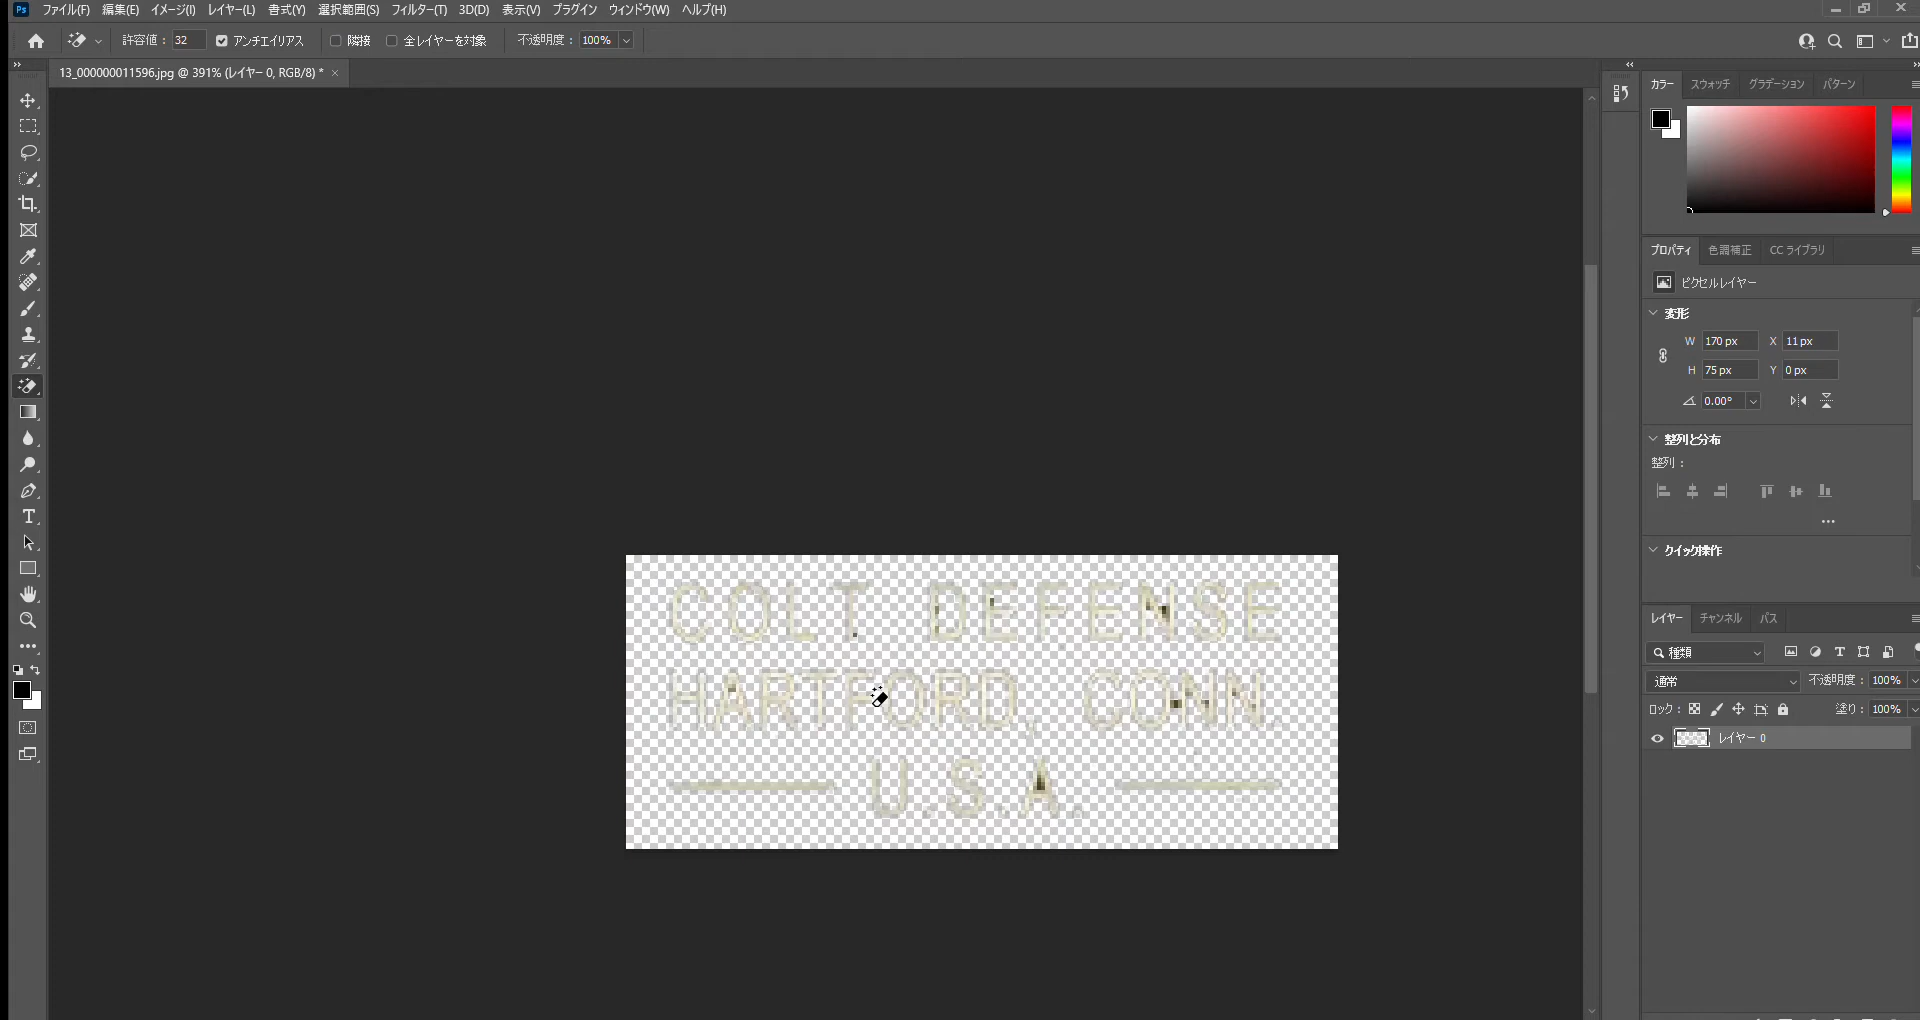 Ps ファイル(F) 編集(E) イメージ(I) レイヤー(L) 書式(Y) 選択範囲(S) フィルター(T) 3D(D) 表示(V) プラグイン ウィンドウ(W) ヘルプ(H)
許容値： 32 アンチエイリアス 隣接 全レイヤーを対象 不透明度： 100%
13_000000011596.jpg @ 391% (レイヤー 0, RGB/8) *
カラー スウォッチ グラデーション パターン
プロパティ 色調補正 CC ライブラリ
ピクセルレイヤー
変形
W 170 px X 11 px
H 75 px Y 0 px
0.00°
整列と分布
整列：
クイック操作
レイヤー チャンネル パス
種類
通常 不透明度： 100%
ロック： 塗り： 100%
レイヤー 0
COLT DEFENSE
HARTFORD, CONN
U.S.A.